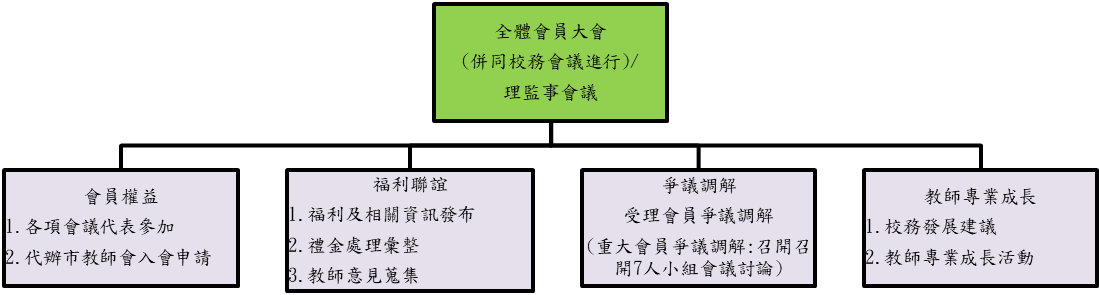 全體會員大會
(併同校務會議進行)/
理監事會議
會員權益
1.各項會議代表參加
2.代辦市教師會入會申請
福利聯誼
1.福利及相關資訊發布
2.禮金處理彙整
3.教師意見蒐集
爭議調解
受理會員爭議調解
(重大會員爭議調解:召開召
開7人小組會議討論)
教師專業成長
1.校務發展建議
2.教師專業成長活動